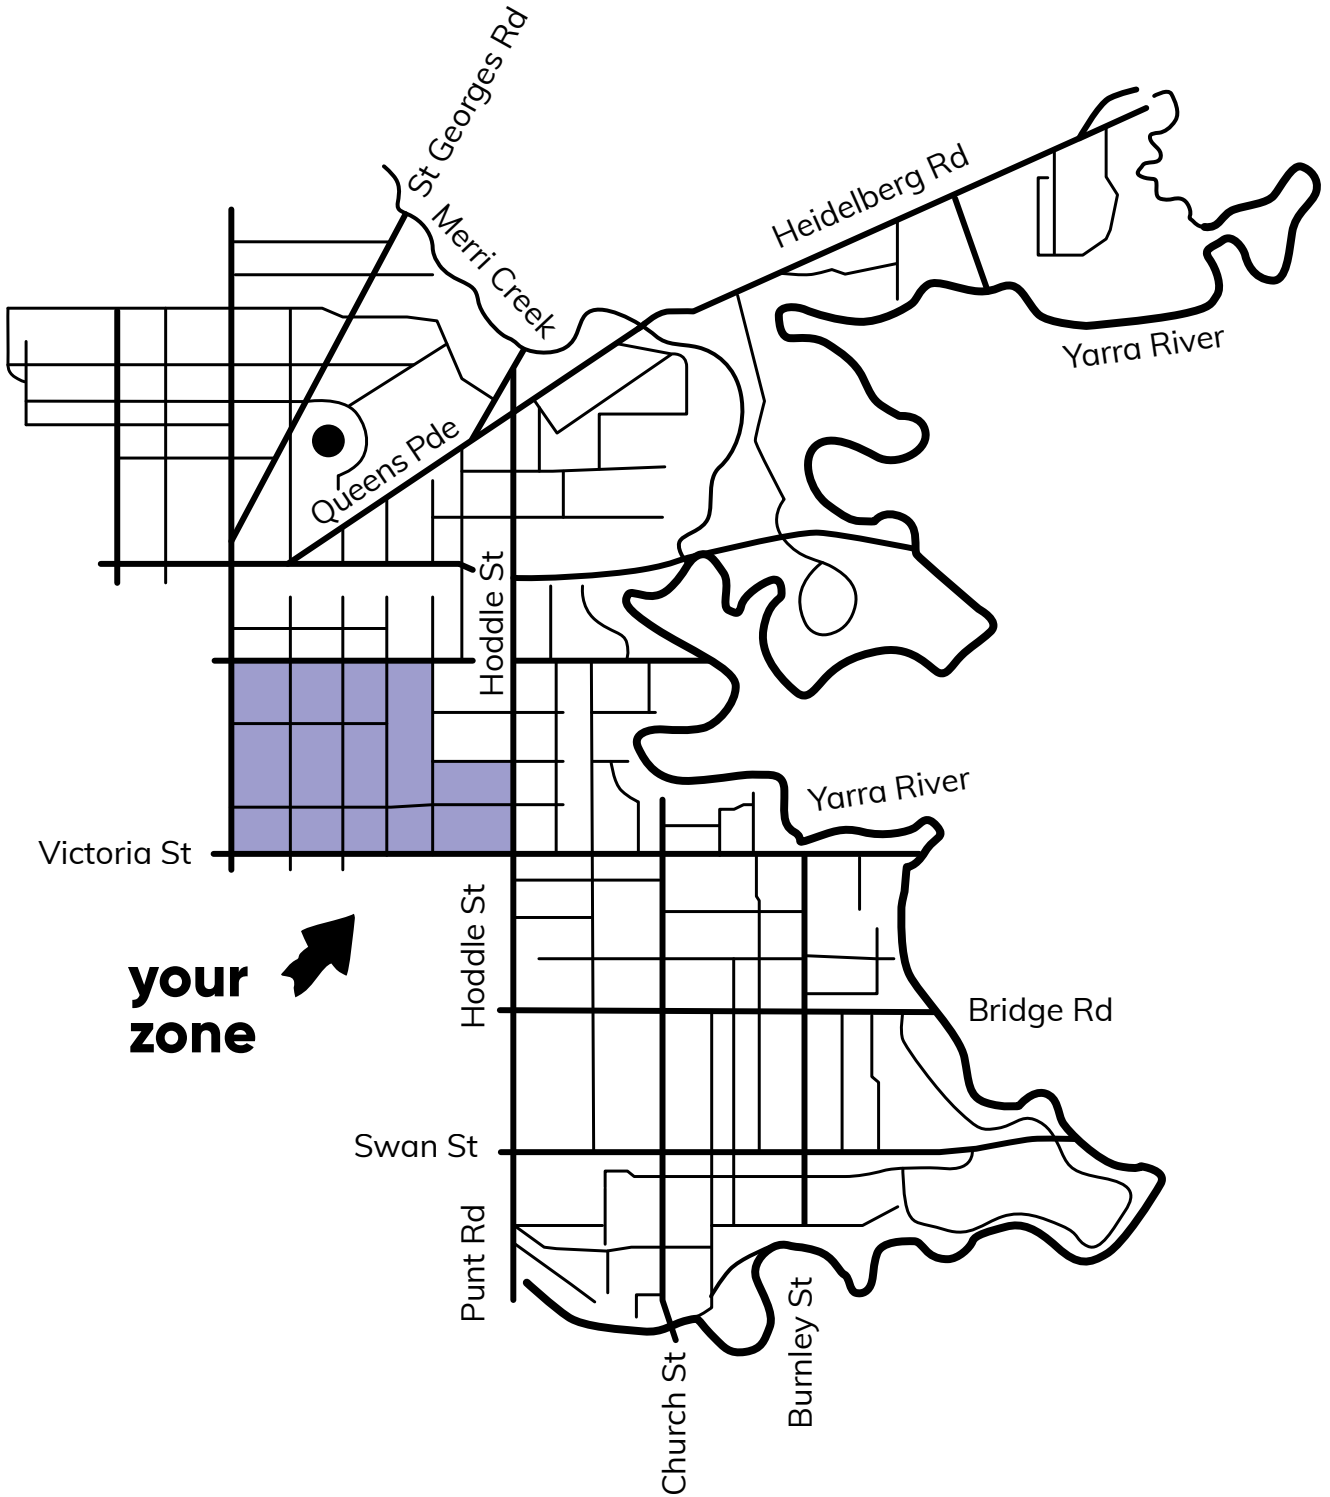 St Georges Rd
Merri Creek
Heidelberg Rd
Yarra River
Queens Pde
Hoddle St
Yarra River
Victoria St
Hoddle St
your
zone
Bridge Rd
Swan St
Punt Rd
Burnley St
Church St